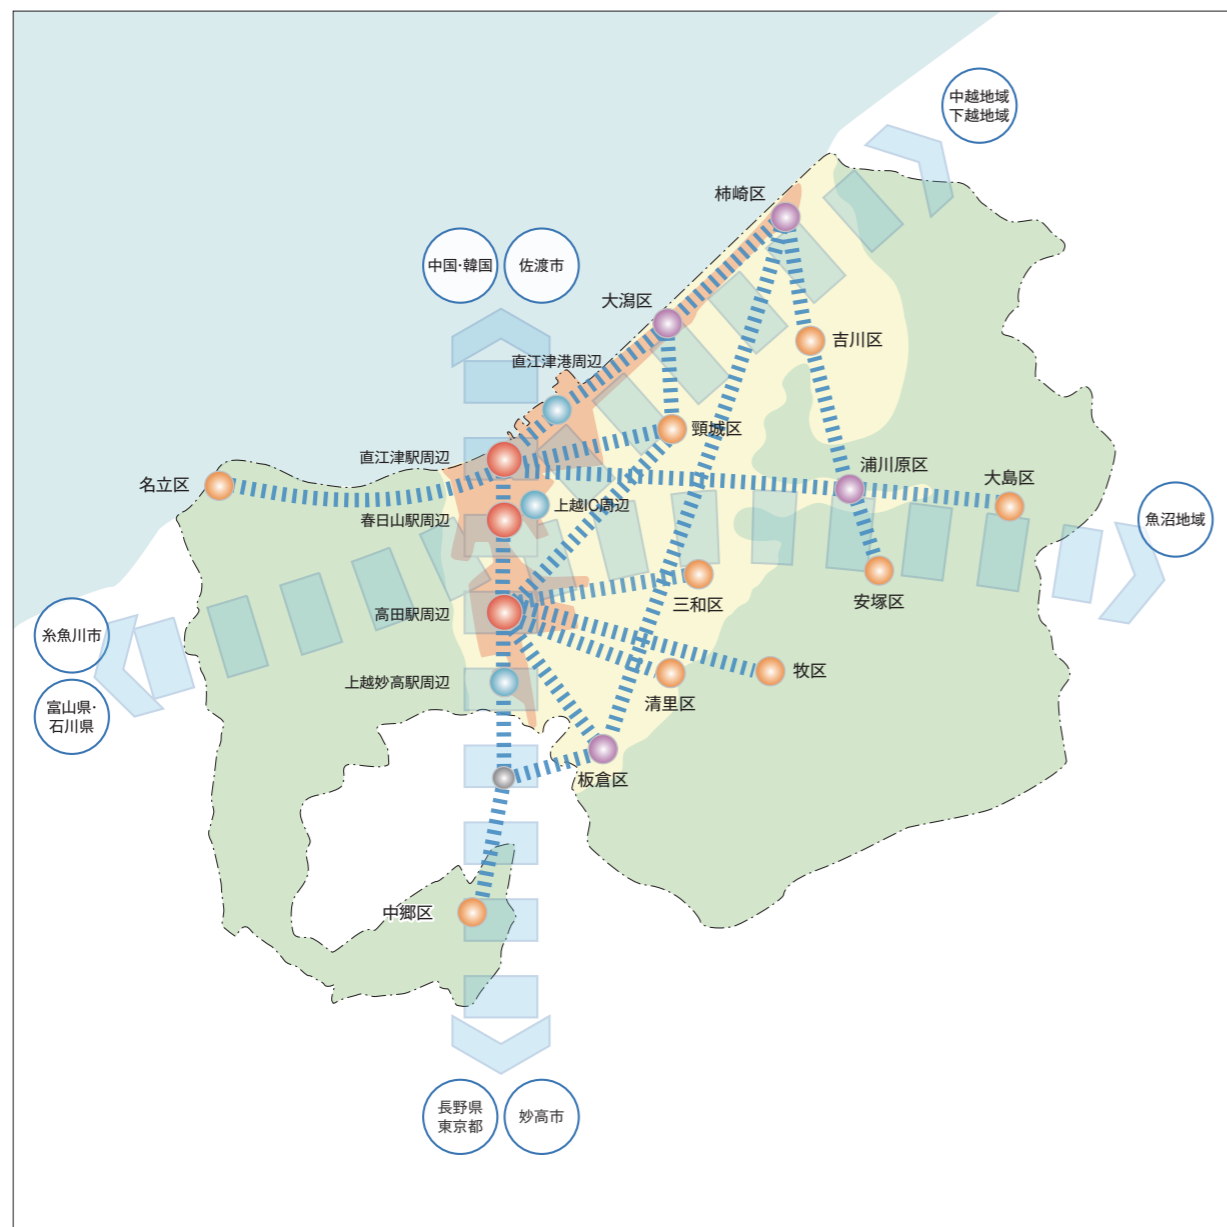 中越地域
下越地域
柿崎区
中国･韓国
佐渡市
大潟区
吉川区
直江津港周辺
頸城区
直江津駅周辺
浦川原区
大島区
名立区
上越IC周辺
春日山駅周辺
魚沼地域
三和区
安塚区
高田駅周辺
糸魚川市
牧区
上越妙高駅周辺
清里区
富山県･
石川県
板倉区
中郷区
長野県
東京都
妙高市